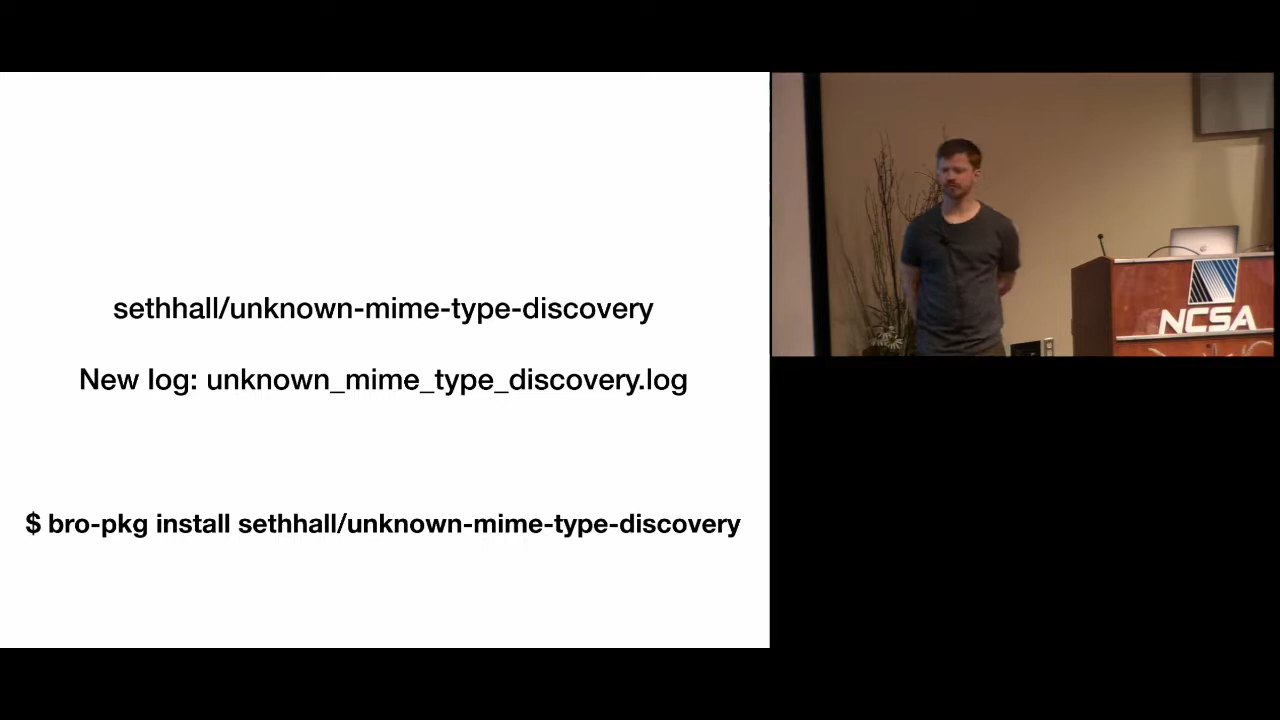 sethhall/unknown-mime-type-discovery
New log: unknown_mime_type_discovery.log
$ bro-pkg install sethhall/unknown-mime-type-discovery
NCSA